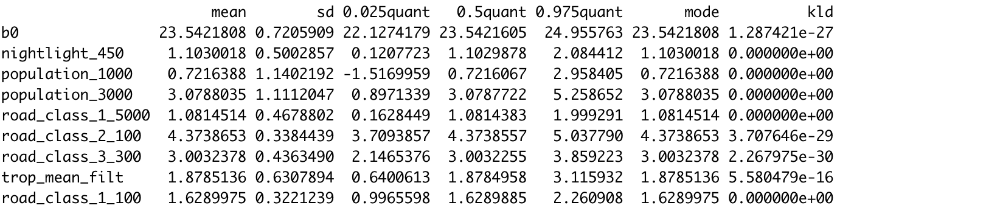 mean sd 0.025quant 0.5quant 0.975quant mode kld
b0 23.5421808 0.7205909 22.1274179 23.5421605 24.955763 23.5421808 1.287421e-27
nightlight_450 1.1030018 0.5002857 0.1207723 1.1029878 2.084412 1.1030018 0.000000e+00
population_1000 0.7216388 1.1402192 -1.5169959 0.7216067 2.958405 0.7216388 0.000000e+00
population_3000 3.0788035 1.1112047 0.8971339 3.0787722 5.258652 3.0788035 0.000000e+00
road_class_1_5000 1.0814514 0.4678802 0.1628449 1.0814383 1.999291 1.0814514 0.000000e+00
road_class_2_100 4.3738653 0.3384439 3.7093857 4.3738557 5.037790 4.3738653 3.707646e-29
road_class_3_300 3.0032378 0.4363490 2.1465376 3.0032255 3.859223 3.0032378 2.267975e-30
trop_mean_filt 1.8785136 0.6307894 0.6400613 1.8784958 3.115932 1.8785136 5.580479e-16
road_class_1_100 1.6289975 0.3221239 0.9965598 1.6289885 2.260908 1.6289975 0.000000e+00